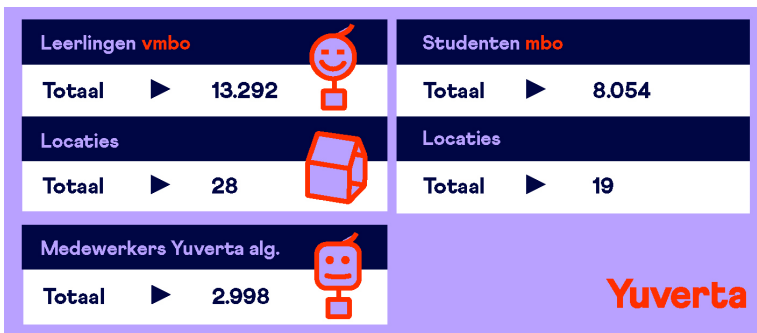 Leerlingen vmbo
Totaal ▶ 13.292
Locaties
Totaal ▶ 28
Medewerkers Yuverta alg.
Totaal ▶ 2.998
Studenten mbo
Totaal ▶ 8.054
Locaties
Totaal ▶ 19
Yuverta